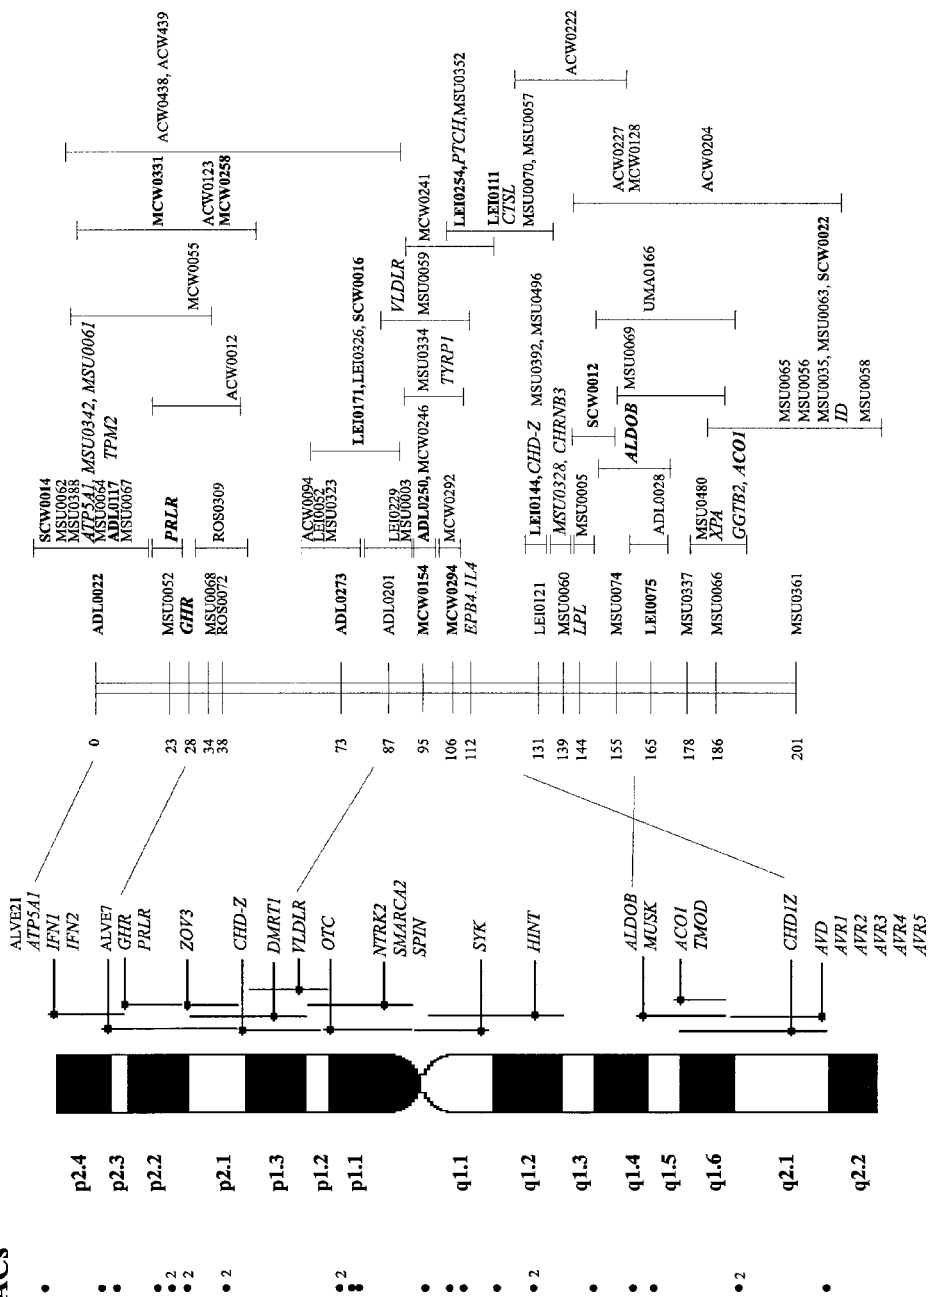 ACs
2
2
2
2
2
2
p2.4
p2.3
p2.2
p2.1
p1.3
p1.2
p1.1
q1.1
q1.2
q1.3
q1.4
q1.5
q1.6
q2.1
q2.2
ALVE21
ATP5A1
IFN1
IFN2
ALVE7
GHR
PRLR
ZOV3
CHD-Z
DMRT1
VLDLR
OTC
NTRK2
SMARCA2
SPIN
SYK
HINT
ALDOB
MUSK
ACO1
TMOD
CHD1Z
AVD
AVR1
AVR2
AVR3
AVR4
AVR5
0
23
28
34
38
73
87
95
106
112
131
139
144
155
165
178
186
201
ADL0022
MSU0052
GHR
MSU0068
ROS0072
ADL0273
ADL0201
MCW0154
MCW0294
EPB4.1L4
LEI0121
MSU0060
LPL
MSU0074
LEI0075
MSU0337
MSU0066
MSU0361
SCW0014
MSU0062
MSU0388
ATP5A1, MSU0342, MSU0061
MSU0064
TPM2
ADL0117
MSU0067
PRLR
ROS0309
ACW0094
LEI0062
MSU0323
LEI0229
MSU0003
ADL0250, MCW0246
MCW0292
LEI0144, CHD-Z MSU0392, MSU0496
MSU0328, CHRNB3
MSU0005
ADL0028
MSU0480
XPA
GGTB2, ACO1
ACW0012
LEI0171, LEI0326, SCW0016
MSU0334
TYRP1
SCW0012
ALDOB
MSU0069
MSU0065
MSU0056
MSU0035, MSU0063, SCW0022
ID
MSU0058
MCW0055
VLDLR
MSU0059
UMA0166
MCW0331
ACW0123
MCW0258
MCW0241
LEI0254, PTCH, MSU0352
LEI0111
CTSL
MSU0070, MSU0057
ACW0227
MCW0128
ACW0204
ACW0438, ACW439
ACW0222